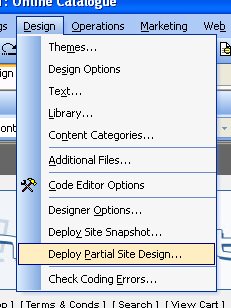 : Online Catalogue
gs Design Operations Marketing Web
Themes...
Design Options
Text...
Library...
Content Categories...
Additional Files...
Code Editor Options
Designer Options...
Deploy Site Snapshot...
Deploy Partial Site Design...
Check Coding Errors...
] [ Terms & Conds ] [ Search ] [ View Cart ]